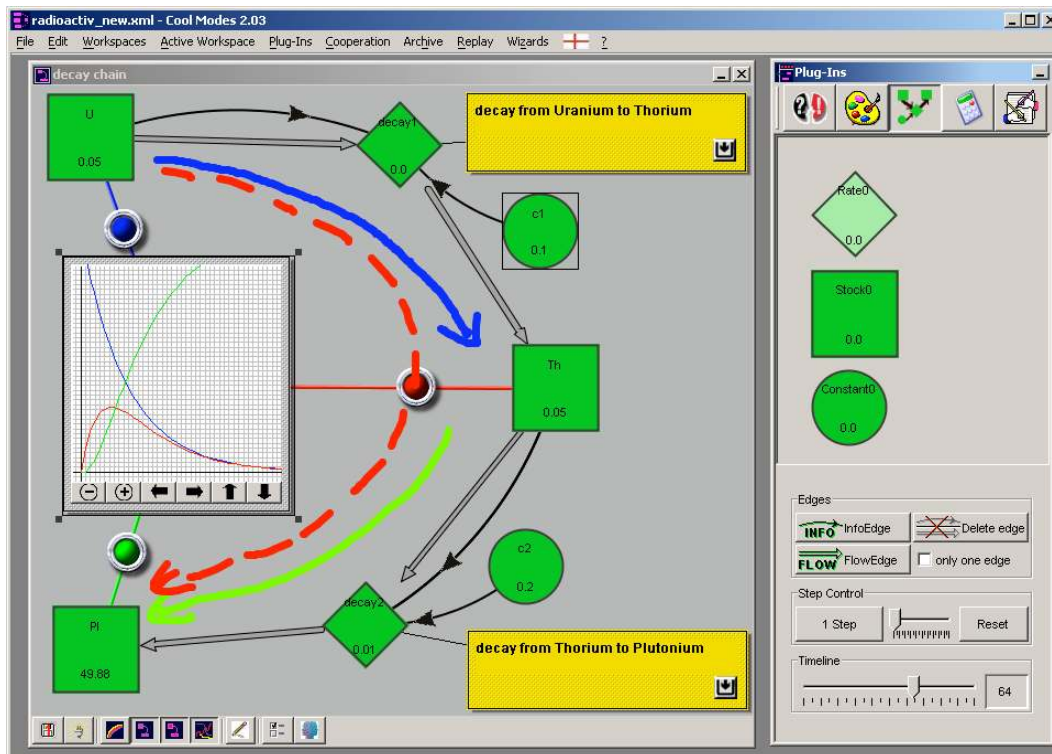 radioactiv_new.xml - Cool Modes 2.03
File Edit Workspaces Active Workspace Plug-Ins Cooperation Archive Replay Wizards ?
decay chain
U
0.05
decay1
0.0
decay from Uranium to Thorium
c1
0.1
Th
0.05
c2
0.2
decay2
0.01
decay from Thorium to Plutonium
Pl
49.88
Plug-Ins
Rate0
0.0
Stock0
0.0
Constant0
0.0
Edges
INFO InfoEdge
Delete edge
FLOW FlowEdge
only one edge
Step Control
1 Step
Reset
Timeline
64